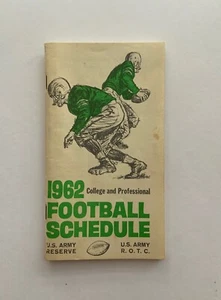 1962 College and Professional
FOOTBALL
SCHEDULE
U.S. ARMY U.S. ARMY
RESERVE R. O. T. C.